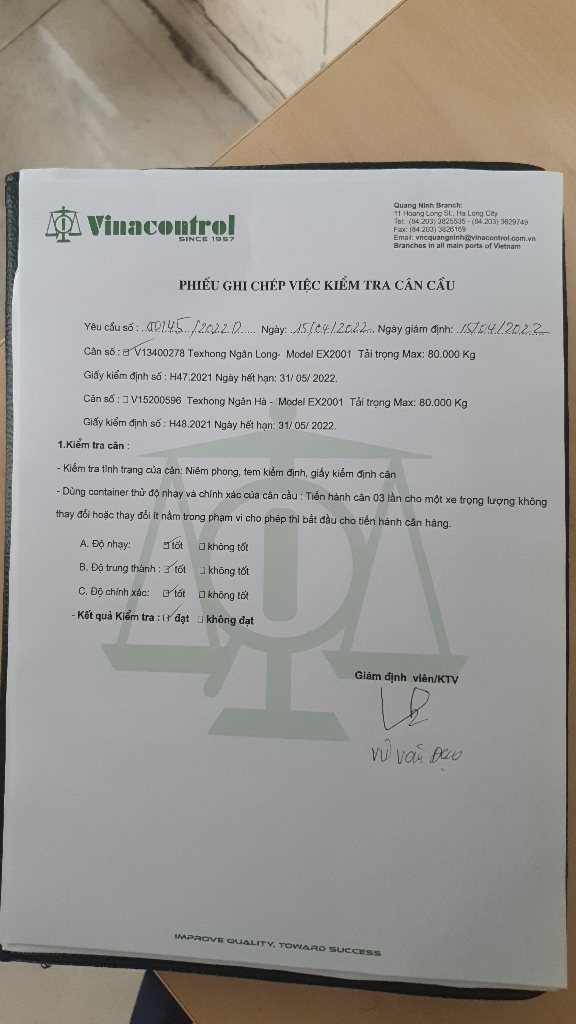 Vinacontrol
SINCE 1957
Quang Ninh Branch:
11 Hoang Long St., Ha Long City
Tel: (84.203) 3825535 - (84.203) 3829749
Fax: (84.203) 3826169
Email: vncquangninh@vinacontrol.com.vn
Branches in all main ports of Vietnam
PHIẾU GHI CHÉP VIỆC KIỂM TRA CÂN CẦU
Yêu cầu số : 00145/2022.D Ngày: 15/04/2022 Ngày giám định: 15/04/2022
Cân số : ☑ V13400278 Texhong Ngân Long- Model EX2001 Tải trọng Max: 80.000 Kg
Giấy kiểm định số : H47.2021 Ngày hết hạn: 31/ 05/ 2022.
Cân số : ☐ V15200596 Texhong Ngân Hà - Model EX2001 Tải trọng Max: 80.000 Kg
Giấy kiểm định số : H48.2021 Ngày hết hạn: 31/ 05/ 2022.
1.Kiểm tra cân :
- Kiểm tra tình trạng của cân: Niêm phong, tem kiểm định, giấy kiểm định cân
- Dùng container thử độ nhạy và chính xác của cân cầu : Tiến hành cân 03 lần cho một xe trọng lượng không
thay đổi hoặc thay đổi ít nằm trong phạm vi cho phép thì bắt đầu cho tiến hành cân hàng.
A. Độ nhạy: ☑ tốt ☐ không tốt
B. Độ trung thành : ☑ tốt ☐ không tốt
C. Độ chính xác: ☑ tốt ☐ không tốt
- Kết quả Kiểm tra : ☑ đạt ☐ không đạt
Giám định viên/KTV
Vũ Văn Đạo
IMPROVE QUALITY, TOWARD SUCCESS